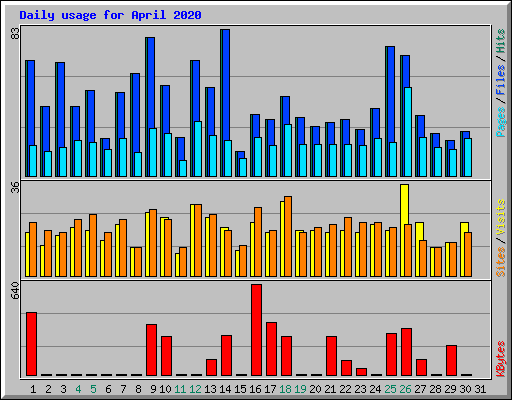 Daily usage for April 2020
83
Pages/Files/Hits
36
Sites/Visits
640
KBytes
1 2 3 4 5 6 7 8 9 10 11 12 13 14 15 16 17 18 19 20 21 22 23 24 25 26 27 28 29 30 31